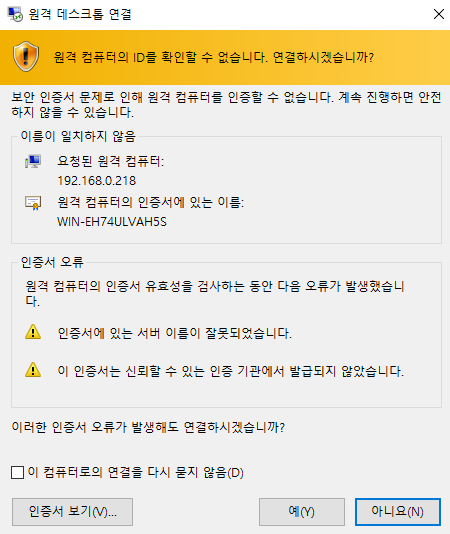 원격 데스크톱 연결
원격 컴퓨터의 ID를 확인할 수 없습니다. 연결하시겠습니까?
보안 인증서 문제로 인해 원격 컴퓨터를 인증할 수 없습니다. 계속 진행하면 안전
하지 않을 수 있습니다.
이름이 일치하지 않음
요청된 원격 컴퓨터:
192.168.0.218
원격 컴퓨터의 인증서에 있는 이름:
WIN-EH74ULVAH5S
인증서 오류
원격 컴퓨터의 인증서 유효성을 검사하는 동안 다음 오류가 발생했습니
다.
인증서에 있는 서버 이름이 잘못되었습니다.
이 인증서는 신뢰할 수 있는 인증 기관에서 발급되지 않았습니다.
이러한 인증서 오류가 발생해도 연결하시겠습니까?
이 컴퓨터로의 연결을 다시 묻지 않음(D)
인증서 보기(V)...
예(Y)
아니요(N)